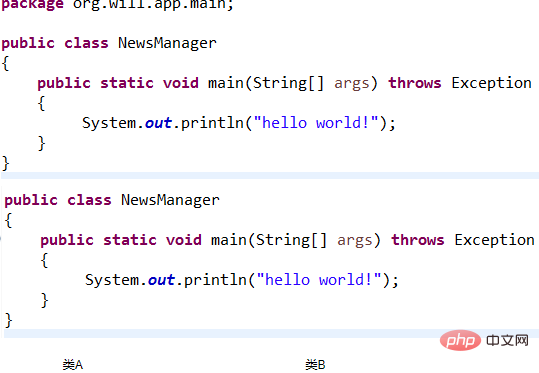 package org.will.app.main;
public class NewsManager
{
public static void main(String[] args) throws Exception
{
System.out.println("hello world!");
}
}
public class NewsManager
{
public static void main(String[] args) throws Exception
{
System.out.println("hello world!");
}
}
php 中文网
类A 类B